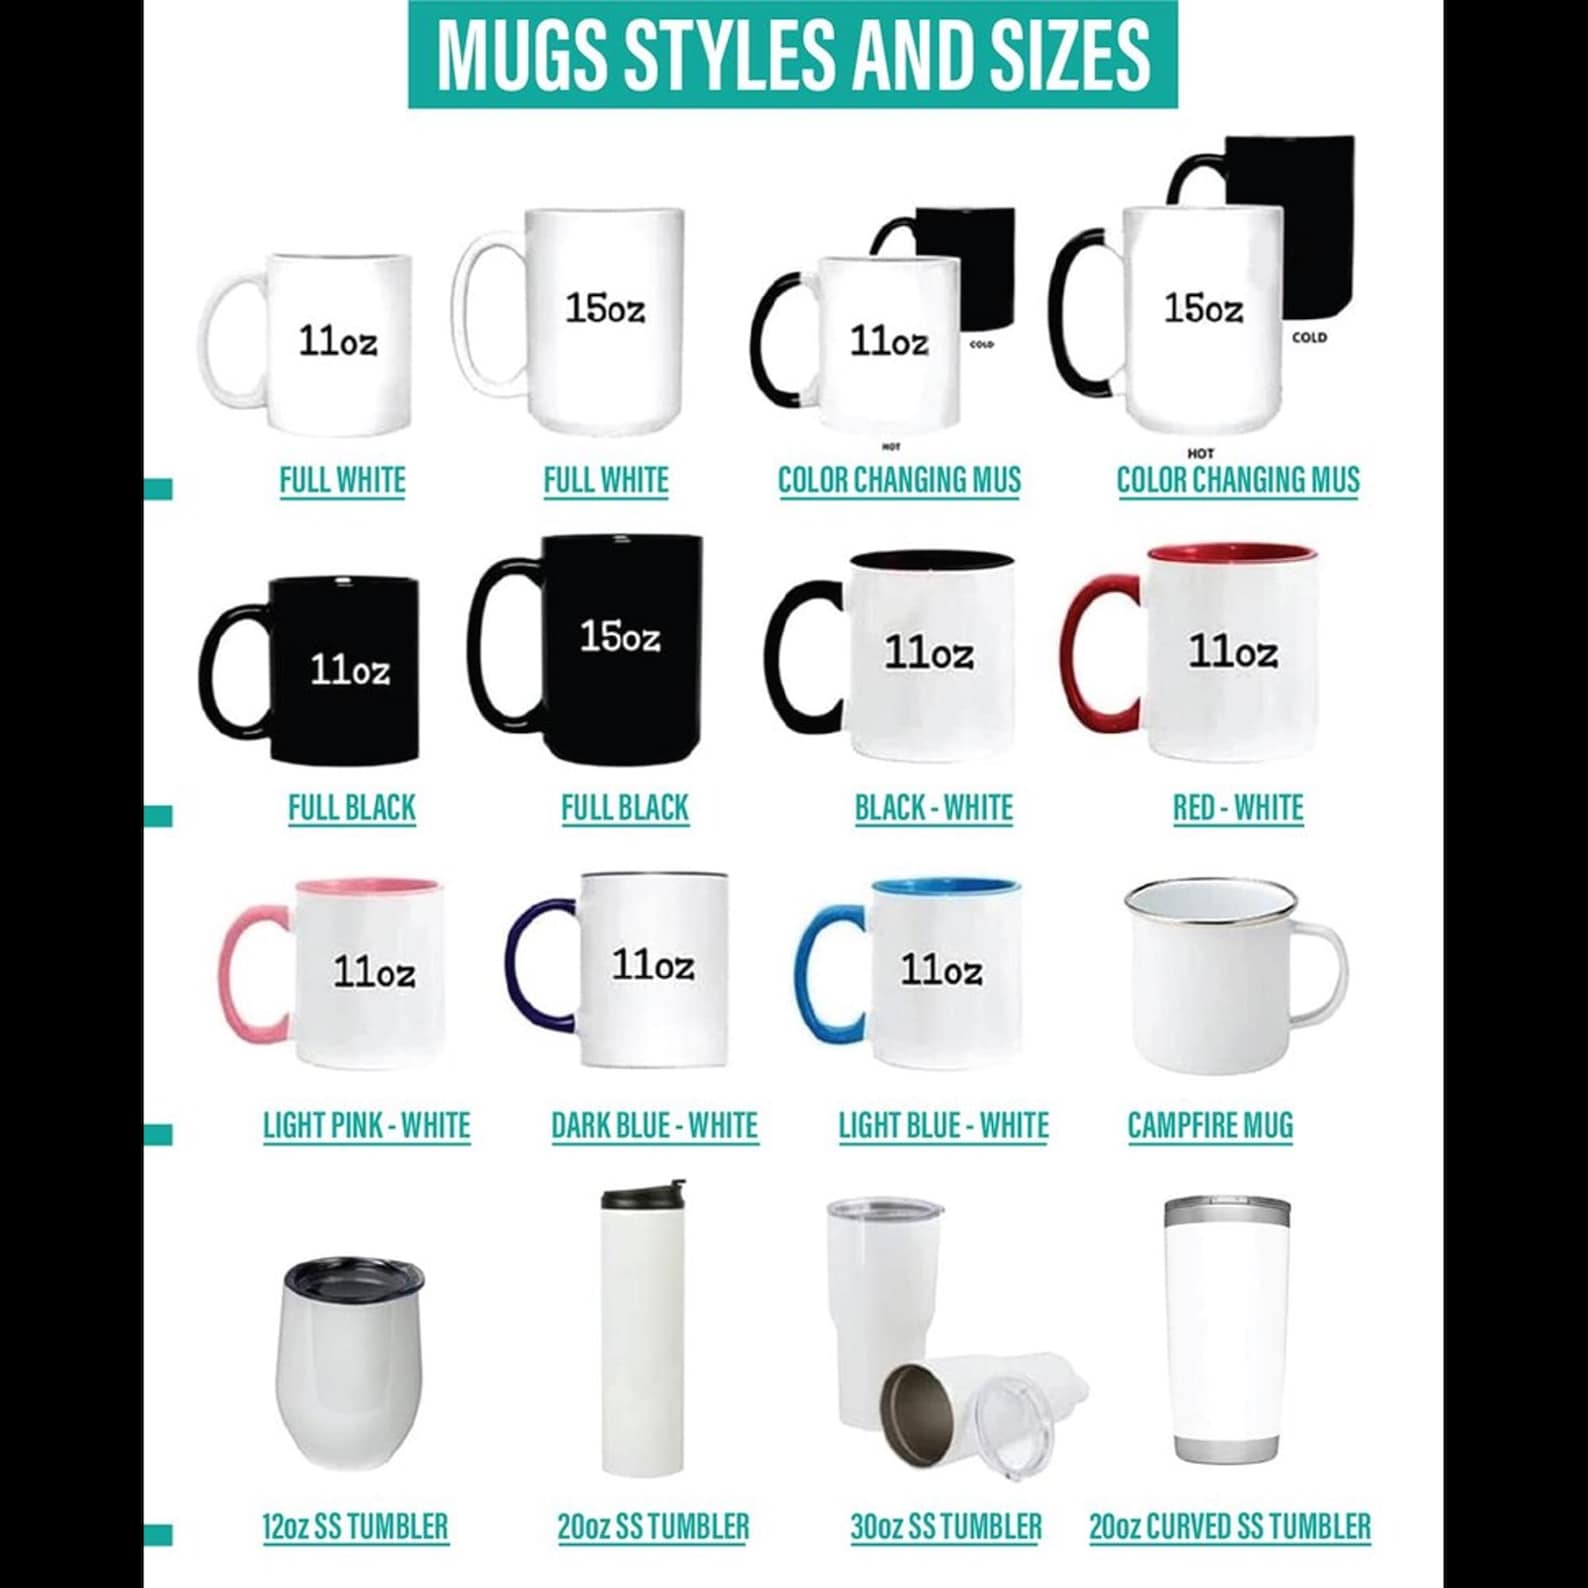 MUGS STYLES AND SIZES
11oz
15oz
11oz
COLD
HOT
15oz
COLD
HOT
FULL WHITE
FULL WHITE
COLOR CHANGING MUS
COLOR CHANGING MUS
11oz
15oz
11oz
11oz
FULL BLACK
FULL BLACK
BLACK - WHITE
RED - WHITE
11oz
11oz
11oz
LIGHT PINK - WHITE
DARK BLUE - WHITE
LIGHT BLUE - WHITE
CAMPFIRE MUG
12oz SS TUMBLER
20oz SS TUMBLER
30oz SS TUMBLER
20oz CURVED SS TUMBLER